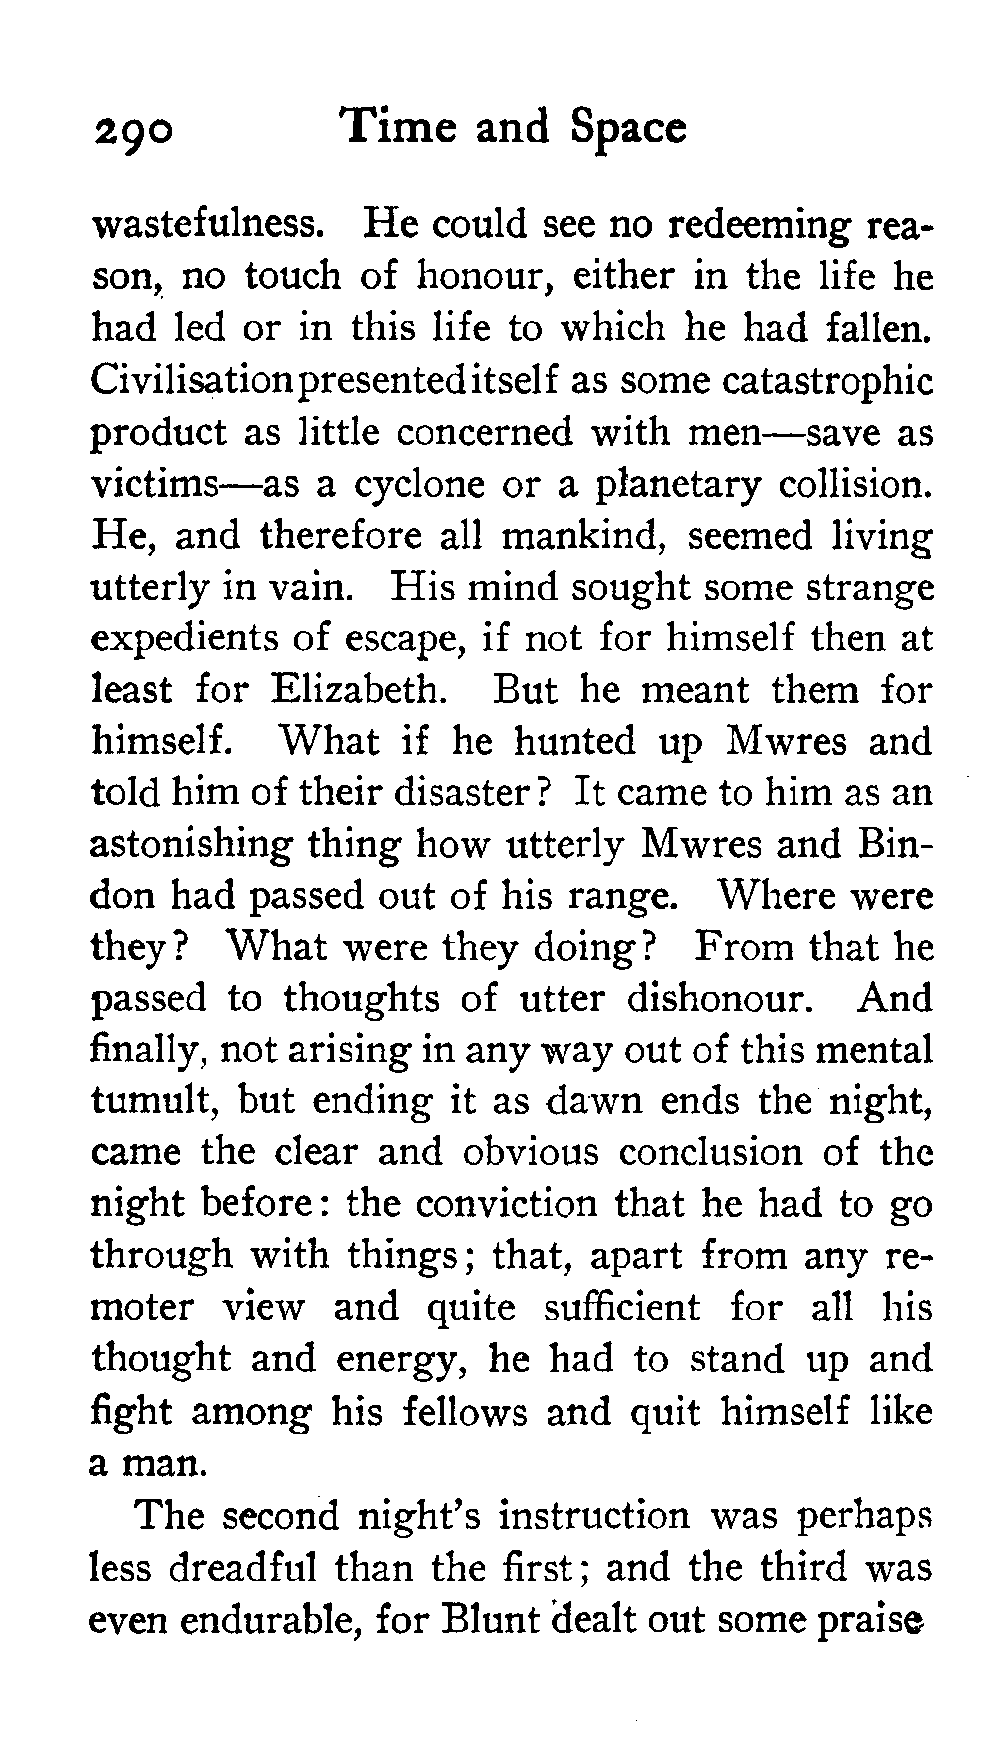 290 Time and Space
wastefulness. He could see no redeeming rea-
son, no touch of honour, either in the life he
had led or in this life to which he had fallen.
Civilisation presented itself as some catastrophic
product as little concerned with men—save as
victims—as a cyclone or a planetary collision.
He, and therefore all mankind, seemed living
utterly in vain. His mind sought some strange
expedients of escape, if not for himself then at
least for Elizabeth. But he meant them for
himself. What if he hunted up Mwres and
told him of their disaster? It came to him as an
astonishing thing how utterly Mwres and Bin-
don had passed out of his range. Where were
they? What were they doing? From that he
passed to thoughts of utter dishonour. And
finally, not arising in any way out of this mental
tumult, but ending it as dawn ends the night,
came the clear and obvious conclusion of the
night before: the conviction that he had to go
through with things; that, apart from any re-
moter view and quite sufficient for all his
thought and energy, he had to stand up and
fight among his fellows and quit himself like
a man.
The second night's instruction was perhaps
less dreadful than the first; and the third was
even endurable, for Blunt dealt out some praise